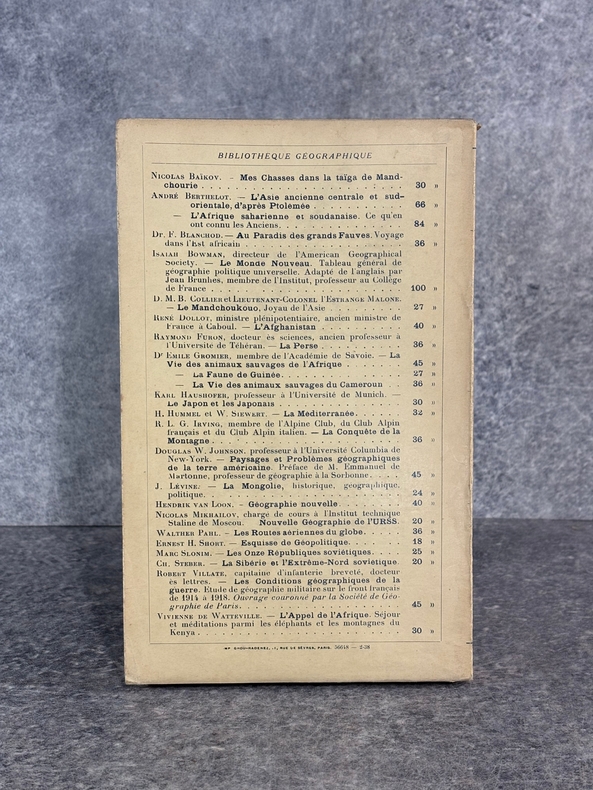 BIBLIOTHEQUE GÉOGRAPHIQUE
NICOLAS BAÏKOV. - Mes Chasses dans la taïga de Mand-
chourie . . . . . . . . . . . . . . . . . . . . . . 30 »
ANDRÉ BERTHELOT. — L'Asie ancienne centrale et sud-
orientale, d'après Ptolémée . . . . . . . . . . 66 »
— L'Afrique saharienne et soudanaise. Ce qu'en
ont connu les Anciens. . . . . . . . . . . . . . 84 »
Dr. F. BLANCHOD. — Au Paradis des grands Fauves. Voyage
dans l'Est africain . . . . . . . . . . . . . . . . 36 »
ISAIAH BOWMAN, directeur de l'American Geographical
Society. — Le Monde Nouveau. Tableau général de
géographie politique universelle. Adapté de l'anglais par
Jean Brunhes, membre de l'Institut, professeur au Collège
de France . . . . . . . . . . . . . . . . . . . . . 100 »
D. M. B. COLLIER et LIEUTENANT-COLONEL L'ESTRANGE MALONE.
— Le Mandchoukouo, Joyau de l'Asie . . . . . . . 27 »
RENÉ DOLLOT, ministre plénipotentiaire, ancien ministre de
France à Caboul. — L'Afghanistan . . . . . . . . 40 »
RAYMOND FURON, docteur ès sciences, ancien professeur à
l'Université de Téhéran. — La Perse . . . . . . . 36 »
Dr EMILE GROMIER, membre de l'Académie de Savoie. — La
Vie des animaux sauvages de l'Afrique . . . . . . 45 »
— La Faune de Guinée. . . . . . . . . . . . . 27 »
— La Vie des animaux sauvages du Cameroun . . 36 »
KARL HAUSHOFER, professeur à l'Université de Munich. —
Le Japon et les Japonais . . . . . . . . . . . . . 30 »
H. HUMMEL et W. SIEWERT. — La Méditerranée. . . . . 32 »
R. L. G. IRVING, membre de l'Alpine Club, du Club Alpin
français et du Club Alpin italien. — La Conquête de la
Montagne . . . . . . . . . . . . . . . . . . . . . 36 »
DOUGLAS W. JOHNSON, professeur à l'Université Columbia de
New-York. — Paysages et Problèmes géographiques
de la terre américaine. Préface de M. Emmanuel de
Martonne, professeur de géographie à la Sorbonne. . . . 45 »
J. LÉVINE. — La Mongolie, historique, géographique,
politique. . . . . . . . . . . . . . . . . . . . . 24 »
HENDRIK VAN LOON. - Géographie nouvelle . . . . . . 40 »
NICOLAS MIKHAILOV, chargé de cours à l'Institut technique
Staline de Moscou. Nouvelle Géographie de l'URSS. 20 »
WALTHER PAHL. - Les Routes aériennes du globe. . . . 36 »
ERNEST H. SHORT. — Esquisse de Géopolitique. . . . . 18 »
MARC SLONIM. — Les Onze Républiques soviétiques. . . . 25 »
CH. STEBER. — La Sibérie et l'Extrême-Nord soviétique. 20 »
ROBERT VILLATE, capitaine d'infanterie breveté, docteur
ès lettres. — Les Conditions géographiques de la
guerre. Etude de géographie militaire sur le front français
de 1914 à 1918. Ouvrage couronné par la Société de Géo-
graphie de Paris. . . . . . . . . . . . . . . . . . 45 »
VIVIENNE DE WATTEVILLE. — L'Appel de l'Afrique. Séjour
et méditations parmi les éléphants et les montagnes du
Kenya . . . . . . . . . . . . . . . . . . . . . . 30 »
RUE DE SÈVRES, PARIS. 36648 — 2-38